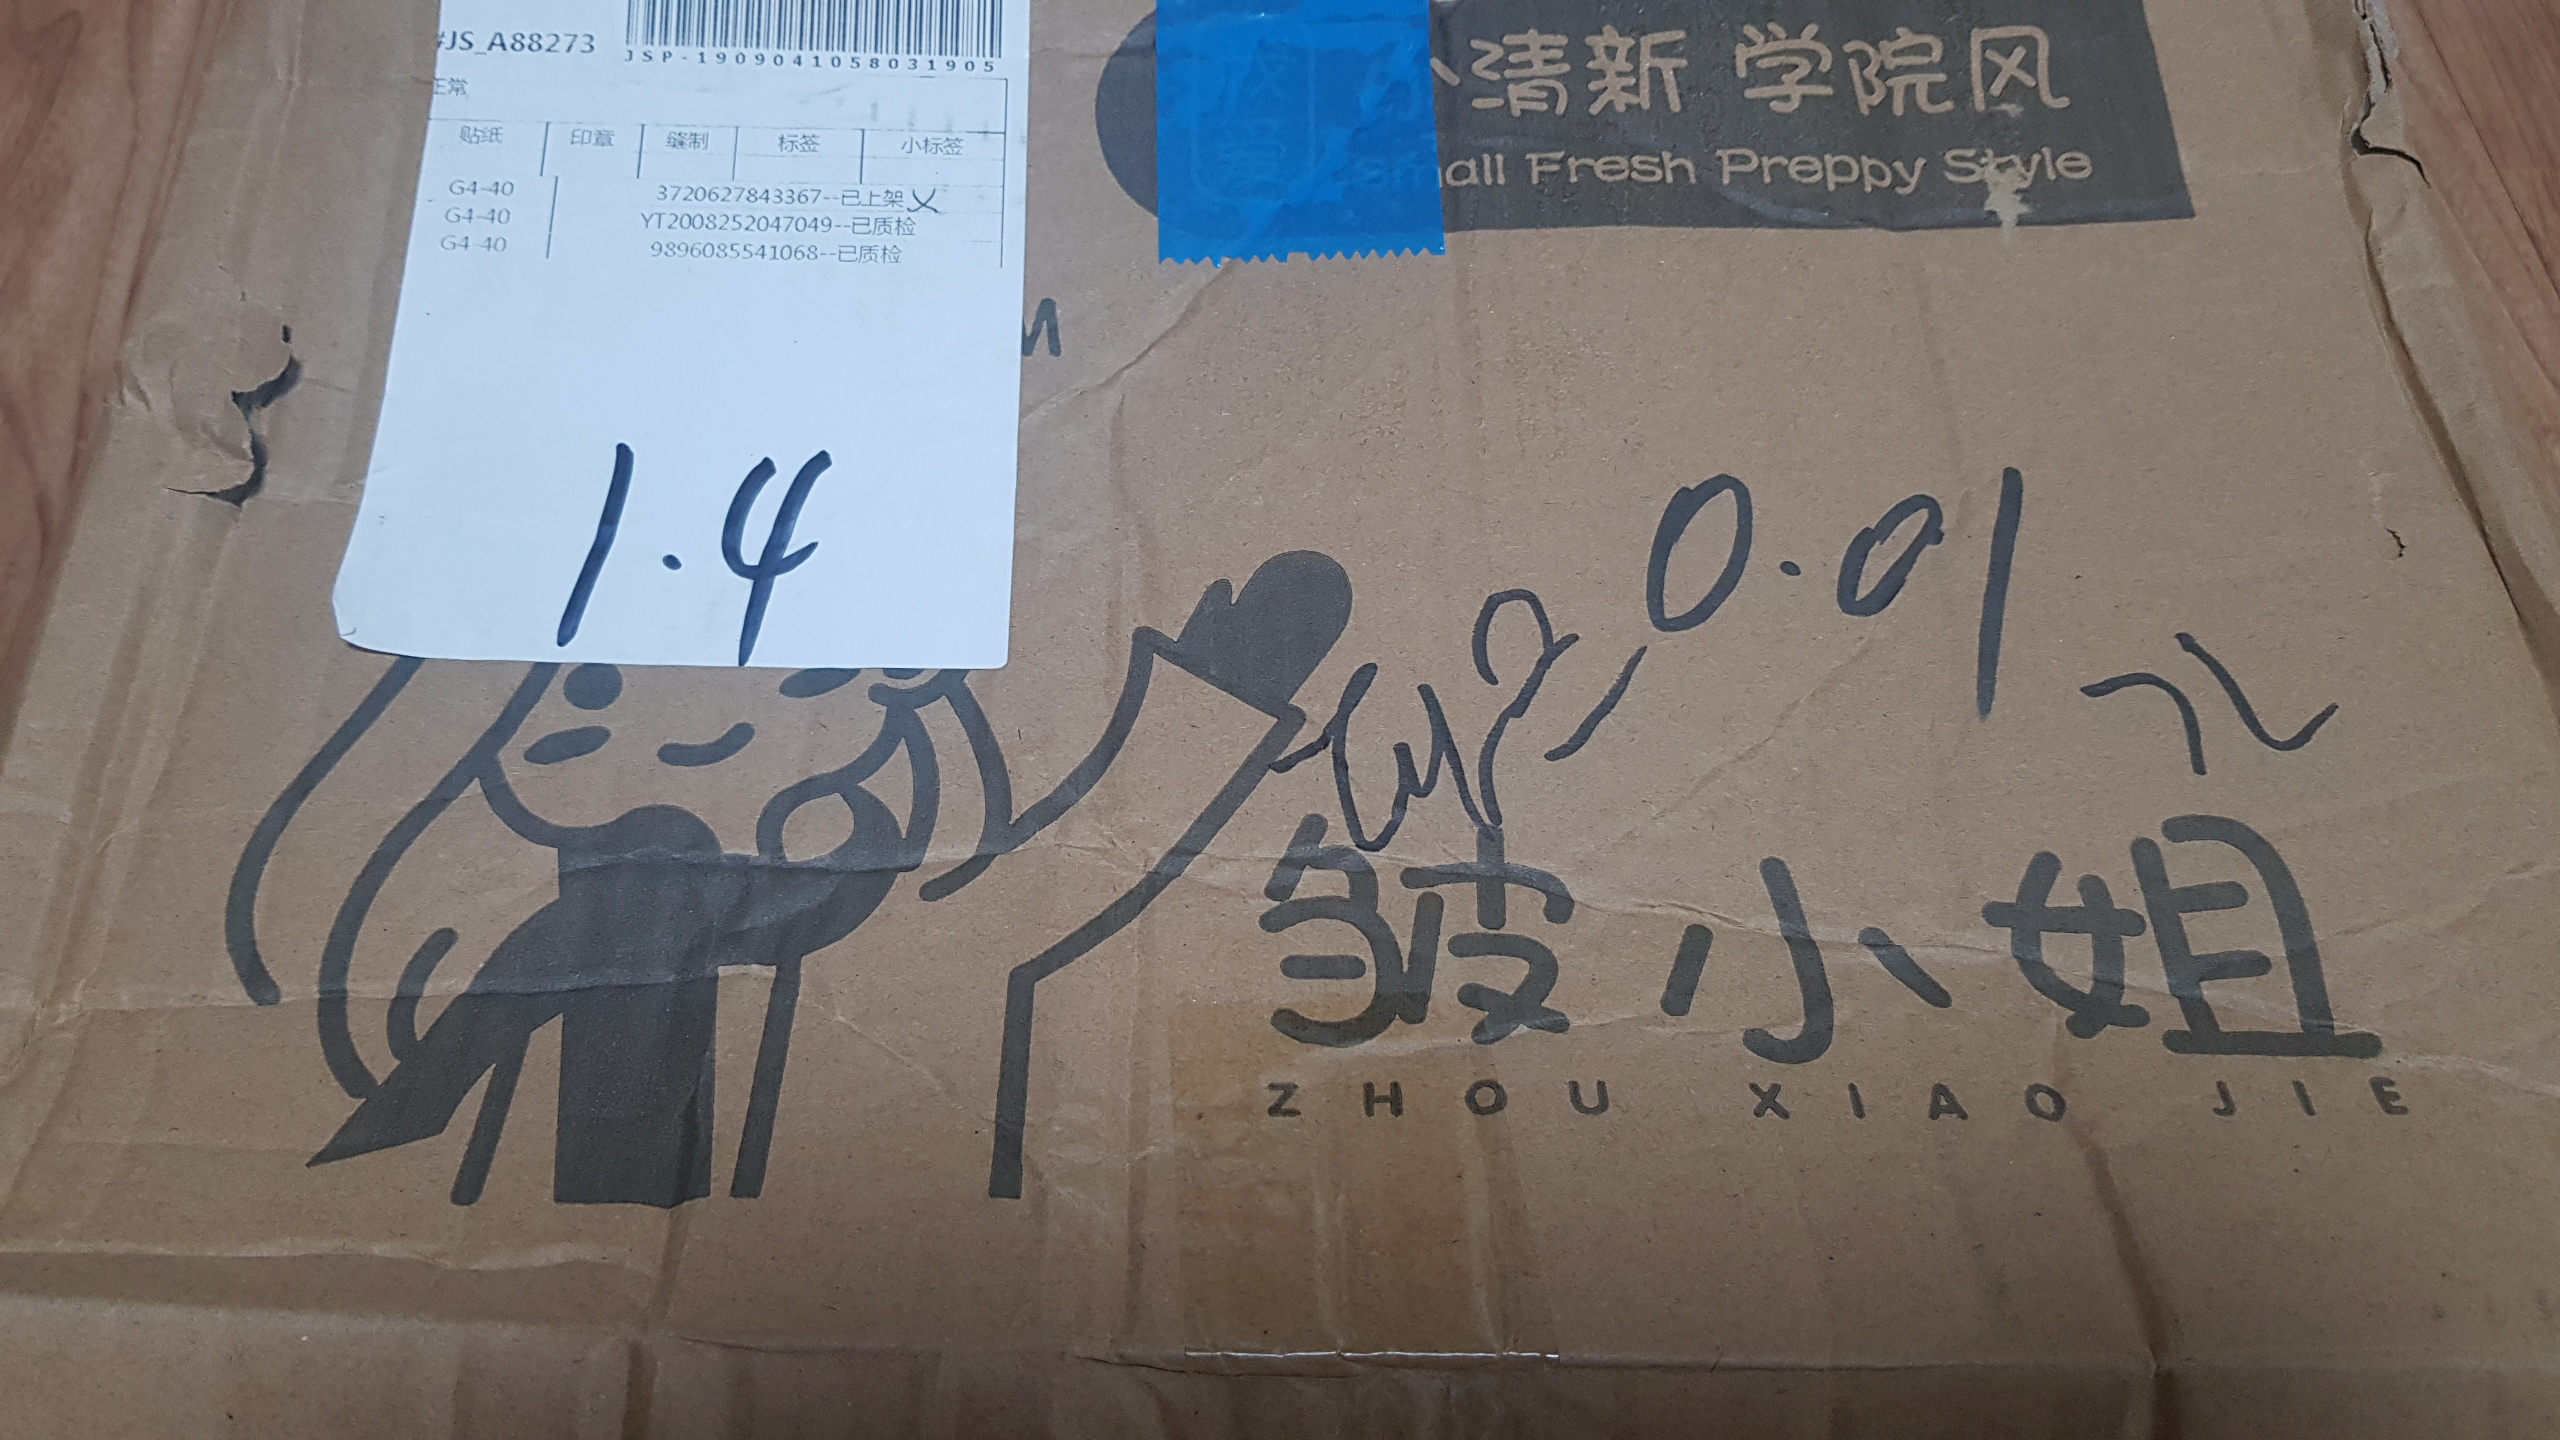 #JS_A88273
JSP-1909041058031905
正常
贴纸 印章 缝制 标签 小标签
G4-40 3720627843367--已上架
G4-40 YT2008252047049--已质检
G4-40 9896085541068--已质检
1.4
小清新 学院风
Small Fresh Preppy Style
M
0.01
皱小姐
ZHOU XIAO JIE